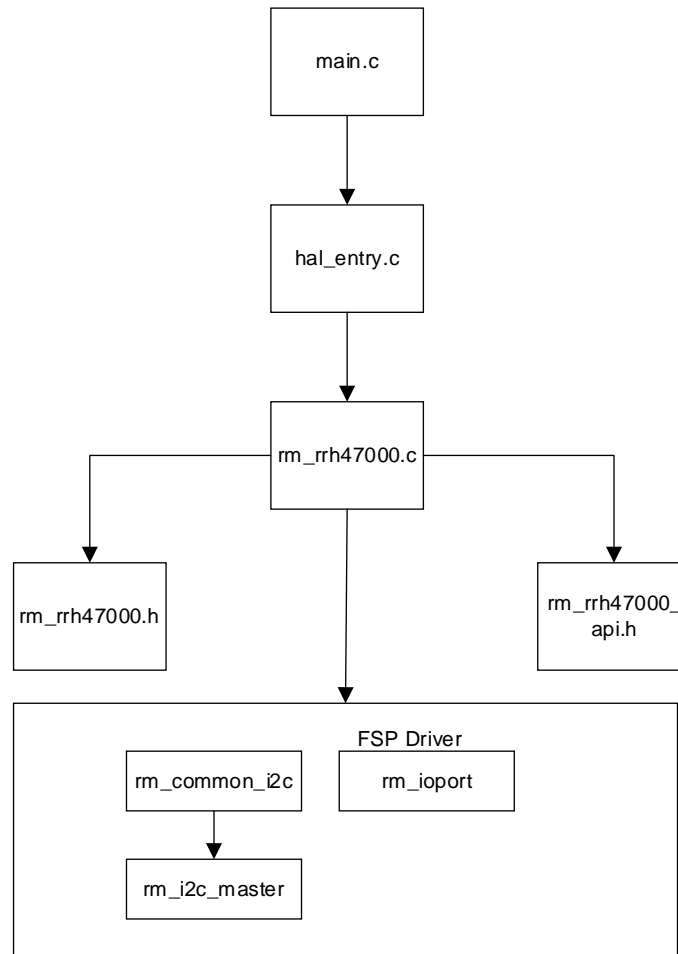 main.c
hal_entry.c
rm_rrh47000.c
rm_rrh47000.h
rm_rrh47000_
api.h
FSP Driver
rm_common_i2c
rm_ioport
rm_i2c_master